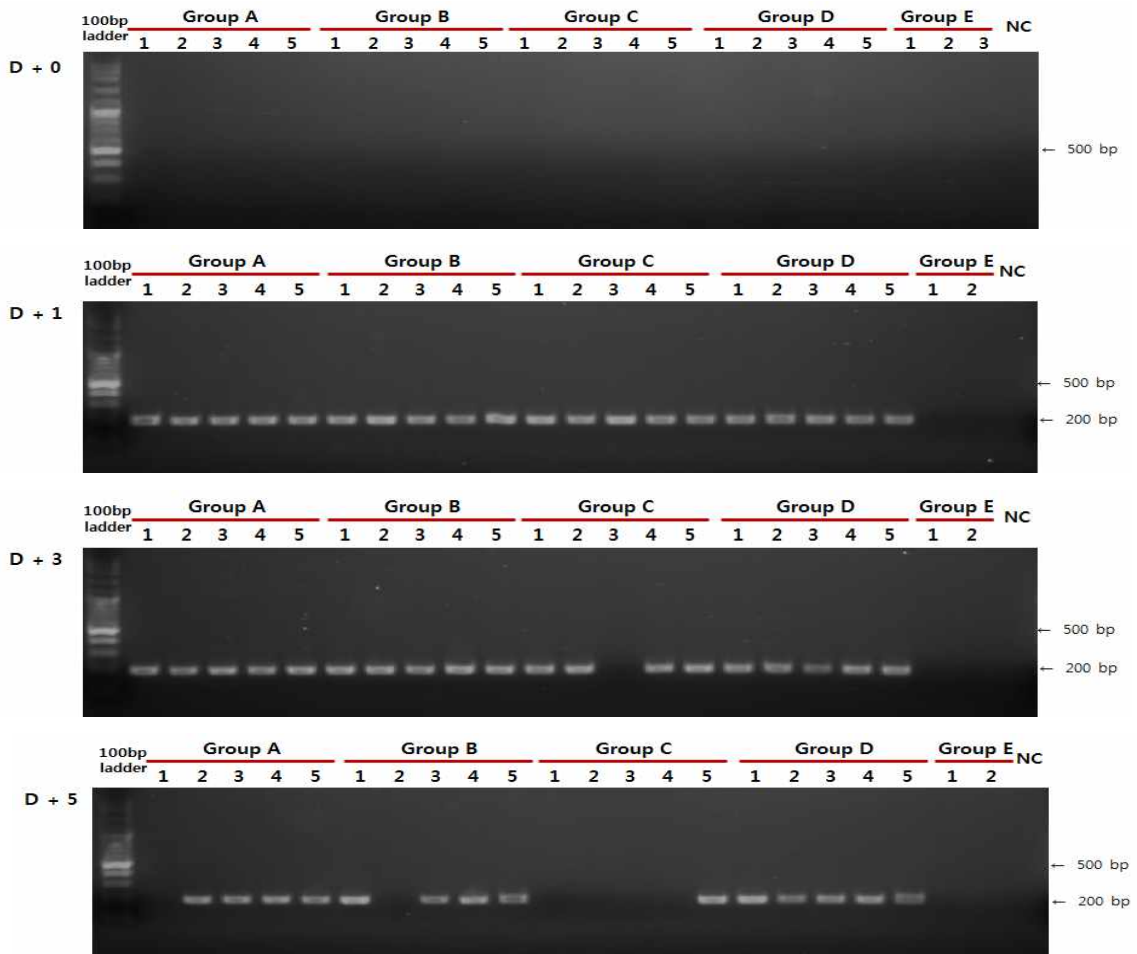 100bp ladder Group A Group B Group C Group D Group E NC
1 2 3 4 5 1 2 3 4 5 1 2 3 4 5 1 2 3 4 5 1 2 3
D + 0
← 500 bp
100bp ladder Group A Group B Group C Group D Group E NC
1 2 3 4 5 1 2 3 4 5 1 2 3 4 5 1 2 3 4 5 1 2
D + 1
← 500 bp
← 200 bp
100bp ladder Group A Group B Group C Group D Group E NC
1 2 3 4 5 1 2 3 4 5 1 2 3 4 5 1 2 3 4 5 1 2
D + 3
← 500 bp
← 200 bp
100bp ladder Group A Group B Group C Group D Group E NC
1 2 3 4 5 1 2 3 4 5 1 2 3 4 5 1 2 3 4 5 1 2
D + 5
← 500 bp
← 200 bp